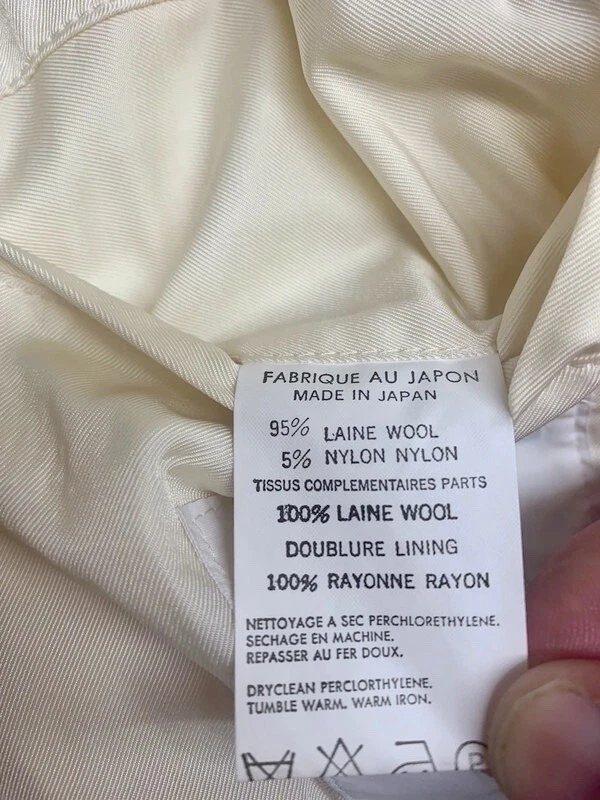 FABRIQUE AU JAPON
MADE IN JAPAN
95% LAINE WOOL
5% NYLON NYLON
TISSUS COMPLEMENTAIRES PARTS
100% LAINE WOOL
DOUBLURE LINING
100% RAYONNE RAYON
NETTOYAGE A SEC PERCHLORETHYLENE.
SECHAGE EN MACHINE.
REPASSER AU FER DOUX.
DRYCLEAN PERCLORTHYLENE.
TUMBLE WARM. WARM IRON.